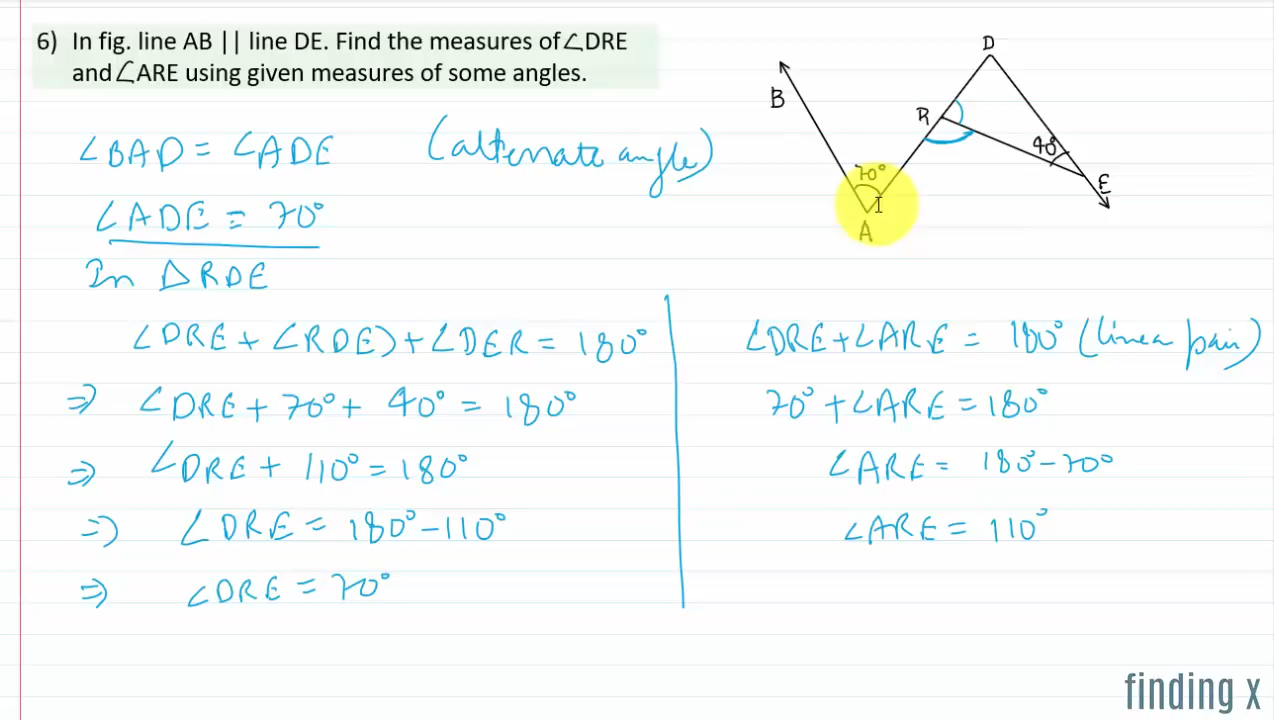 6) In fig. line AB || line DE. Find the measures of∠DRE
and∠ARE using given measures of some angles.
∠BAD = ∠ADE (alternate angle)
∠ADE = 70°
In △RDE
∠DRE + ∠RDE) + ∠DER = 180°
⇒ ∠DRE + 70° + 40° = 180°
⇒ ∠DRE + 110° = 180°
⇒ ∠DRE = 180° - 110°
⇒ ∠DRE = 70°
∠DRE + ∠ARE = 180° (linea pair)
70° + ∠ARE = 180°
∠ARE = 180° - 70°
∠ARE = 110°
D
B
R
40°
70°
E
A
finding x